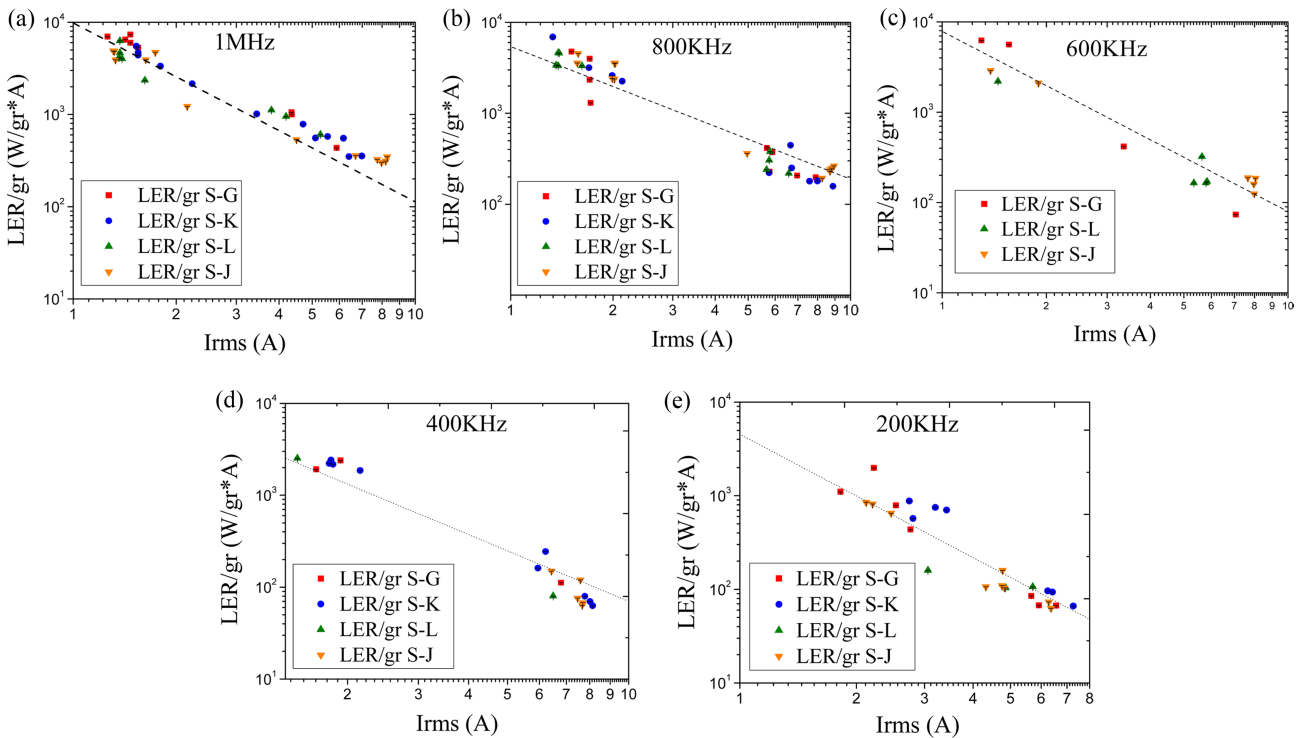 (a)
1MHz
LER/gr (W/gr*A)
10^4
10^3
10^2
10^1
LER/gr S-G
LER/gr S-K
LER/gr S-L
LER/gr S-J
1 2 3 4 5 6 7 8 9 10
Irms (A)
(b)
800KHz
LER/gr (W/gr*A)
10^4
10^3
10^2
LER/gr S-G
LER/gr S-K
LER/gr S-L
LER/gr S-J
1 2 3 4 5 6 7 8 9 10
Irms (A)
(c)
600KHz
LER/gr (W/gr*A)
10^4
10^3
10^2
10^1
LER/gr S-G
LER/gr S-L
LER/gr S-J
1 2 3 4 5 6 7 8 9 10
Irms (A)
(d)
400KHz
LER/gr (W/gr*A)
10^4
10^3
10^2
10^1
LER/gr S-G
LER/gr S-K
LER/gr S-L
LER/gr S-J
2 3 4 5 6 7 8 9 10
Irms (A)
(e)
200KHz
LER/gr (W/gr*A)
10^4
10^3
10^2
10^1
LER/gr S-G
LER/gr S-K
LER/gr S-L
LER/gr S-J
1 2 3 4 5 6 7 8
Irms (A)